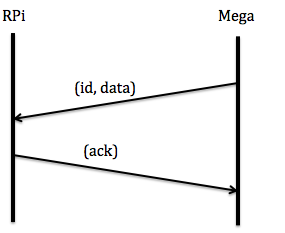 RPi Mega
(id, data)
(ack)